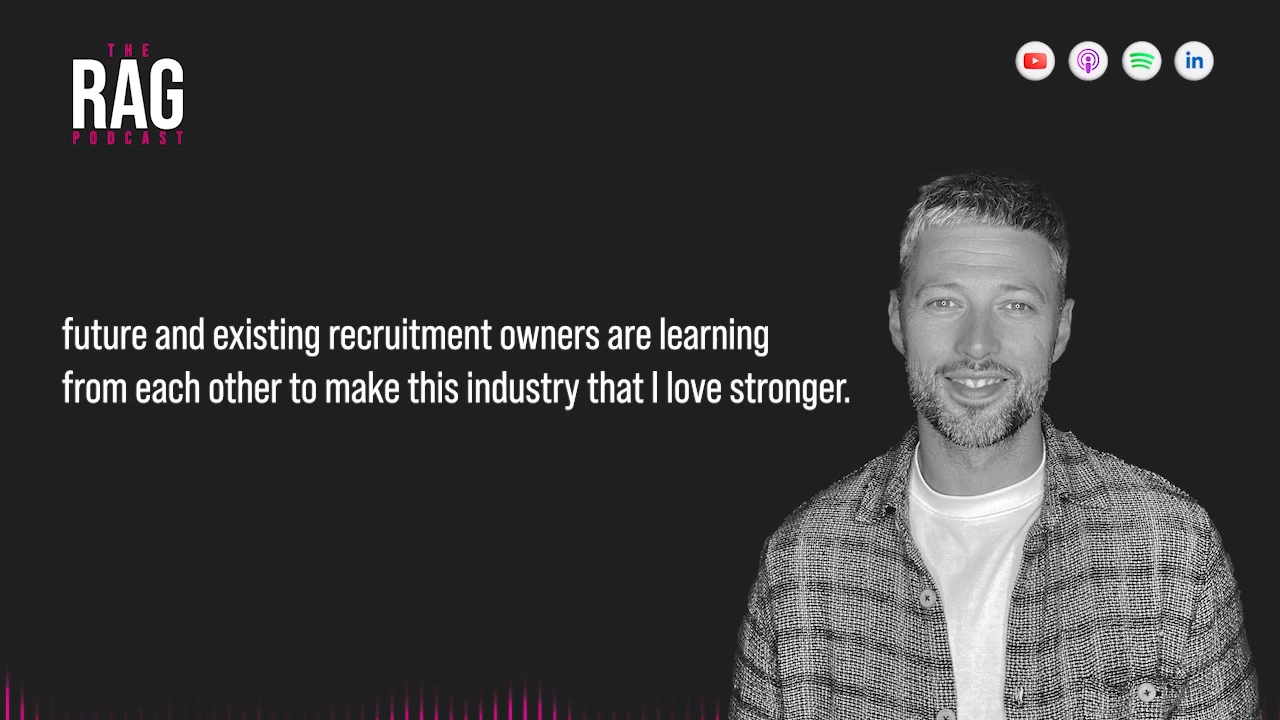 THE
RAG
PODCAST
in
future and existing recruitment owners are learning
from each other to make this industry that I love stronger.